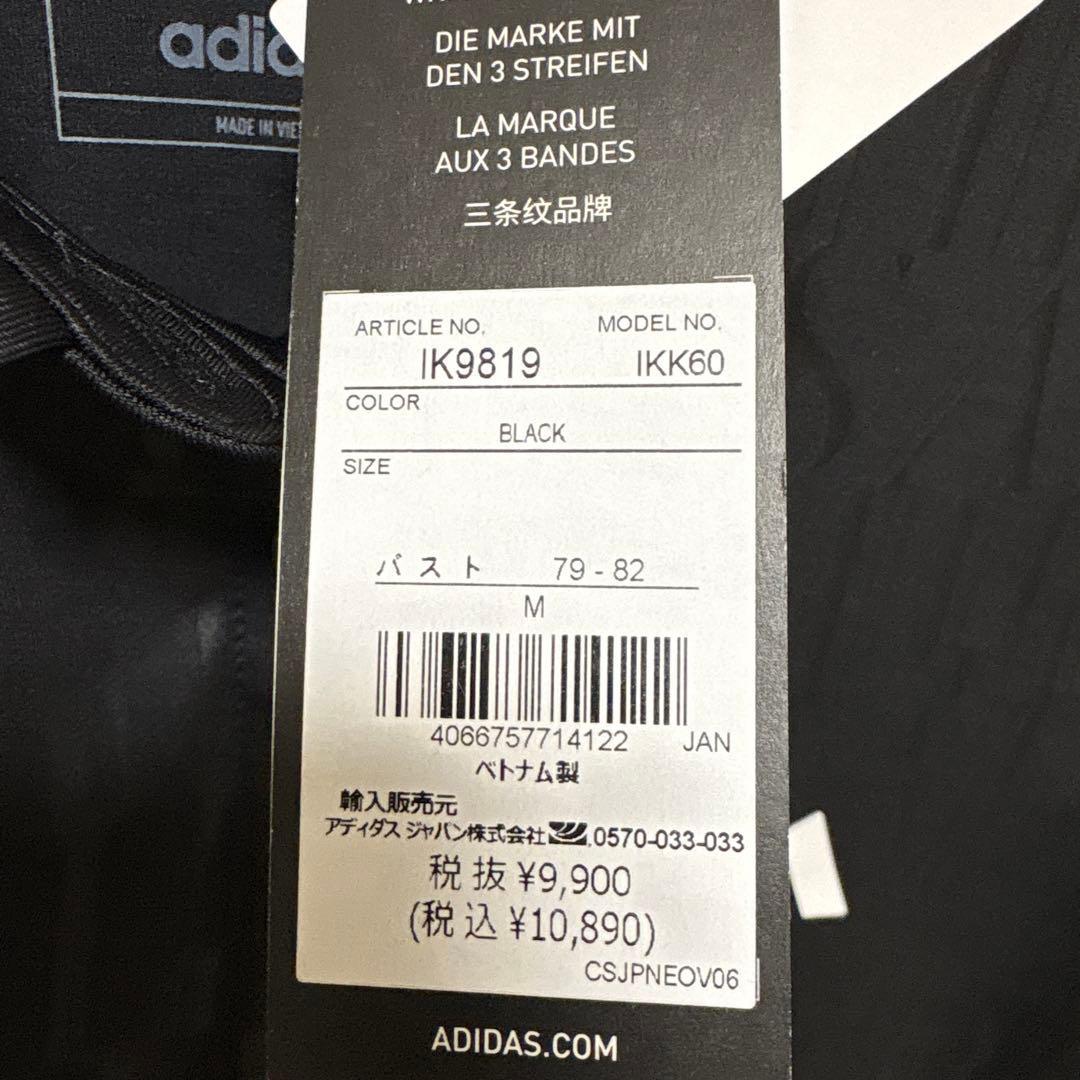 DIE MARKE MIT
DEN 3 STREIFEN
LA MARQUE
AUX 3 BANDES
三条纹品牌
MADE IN
ARTICLE NO. MODEL NO.
IK9819 IKK60
COLOR
BLACK
SIZE
バスト 79 - 82
M
4066757714122 JAN
ベトナム製
輸入販売元
アディダス ジャパン株式会社 0570-033-033
税抜 ¥9,900
(税込 ¥10,890)
CSJPNEOV06
ADIDAS.COM